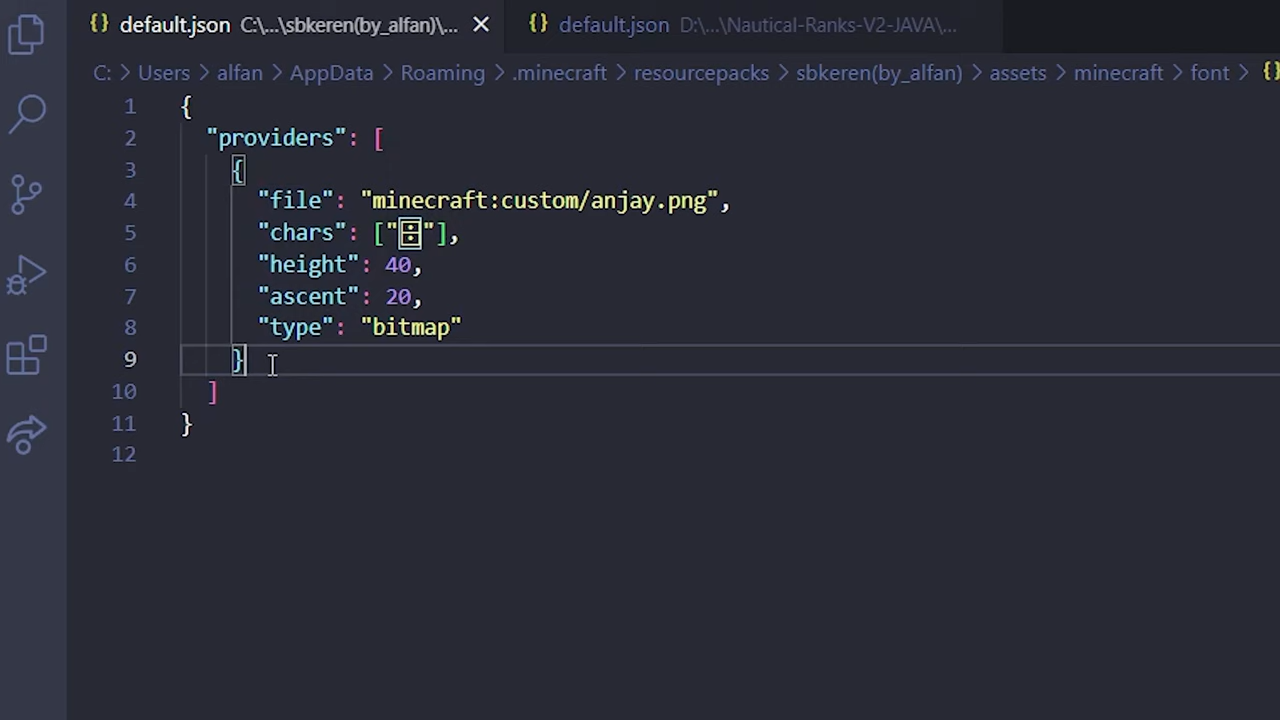 default.json C:\...\sbkeren(by_alfan)\... default.json D:\...\Nautical-Ranks-V2-JAVA\...
C: > Users > alfan > AppData > Roaming > .minecraft > resourcepacks > sbkeren(by_alfan) > assets > minecraft > font >
1 {
2 "providers": [
3 {
4 "file": "minecraft:custom/anjay.png",
5 "chars": ["🗄"],
6 "height": 40,
7 "ascent": 20,
8 "type": "bitmap"
9 }
10 ]
11 }
12